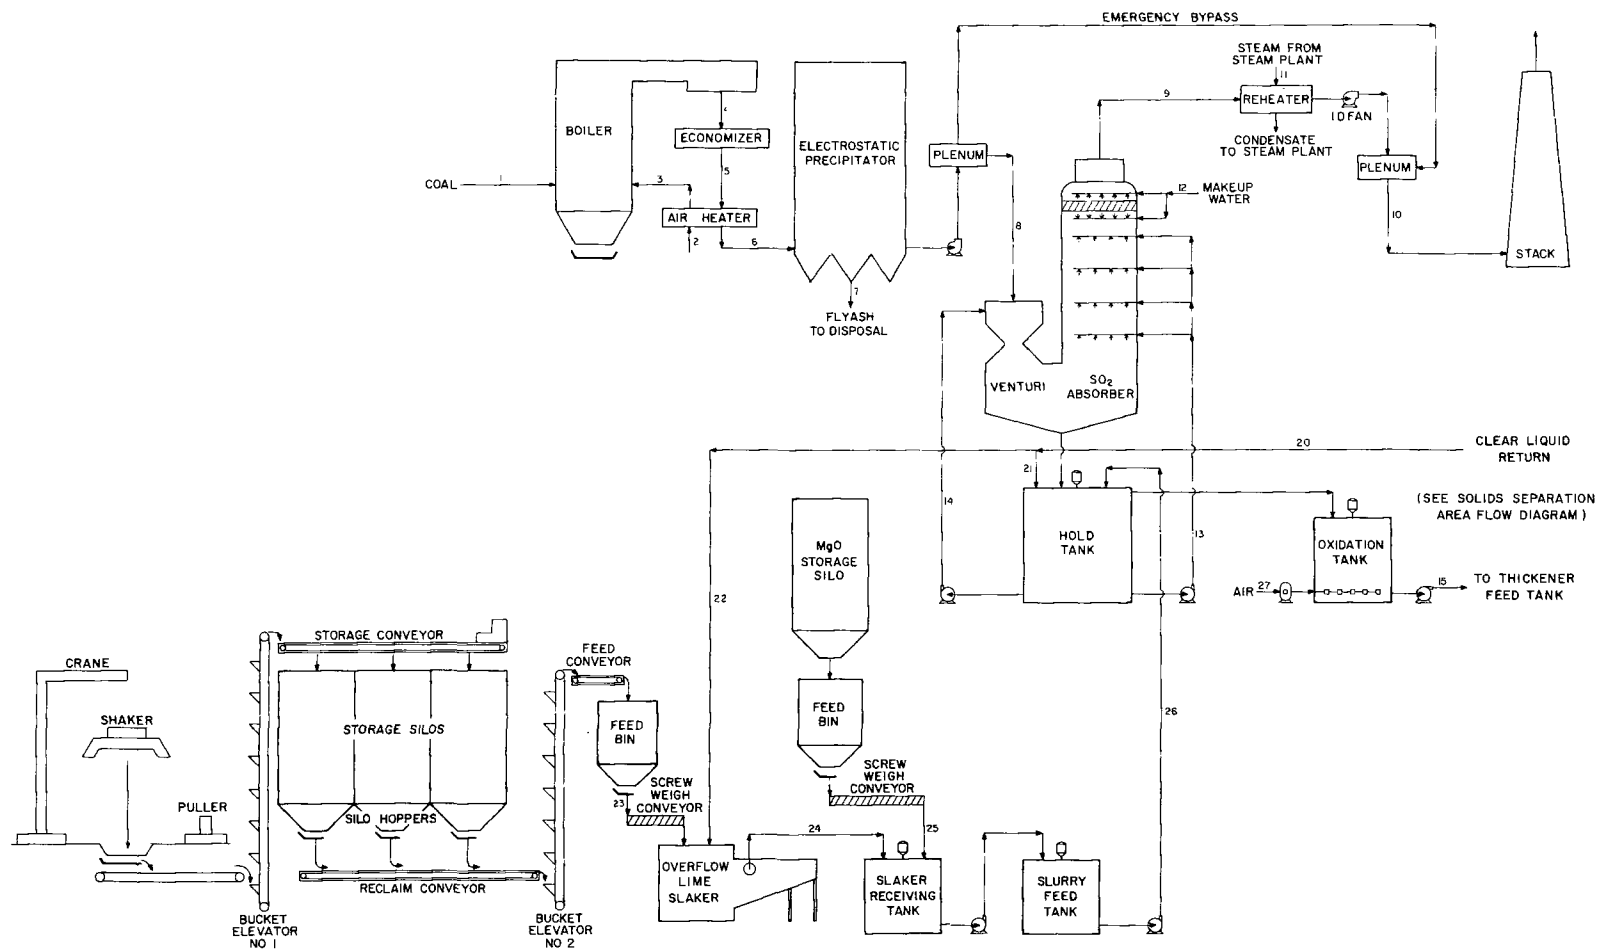 EMERGENCY BYPASS
STEAM FROM
STEAM PLANT
11
BOILER
4
ECONOMIZER
ELECTROSTATIC
PRECIPITATOR
PLENUM
9
REHEATER
I D FAN
CONDENSATE
TO STEAM PLANT
PLENUM
COAL
1
3
5
AIR HEATER
2
6
7
FLYASH
TO DISPOSAL
8
12
MAKEUP
WATER
10
STACK
VENTURI
SO₂
ABSORBER
20
CLEAR LIQUID
RETURN
21
14
HOLD
TANK
13
(SEE SOLIDS SEPARATION
AREA FLOW DIAGRAM)
OXIDATION
TANK
AIR
27
15
TO THICKENER
FEED TANK
MgO
STORAGE
SILO
22
FEED
BIN
SCREW
WEIGH
CONVEYOR
26
STORAGE CONVEYOR
CRANE
SHAKER
STORAGE SILOS
PULLER
SILO HOPPERS
RECLAIM CONVEYOR
BUCKET
ELEVATOR
NO 1
BUCKET
ELEVATOR
NO 2
FEED
CONVEYOR
FEED
BIN
23
SCREW
WEIGH
CONVEYOR
OVERFLOW
LIME
SLAKER
24
25
SLAKER
RECEIVING
TANK
SLURRY
FEED
TANK